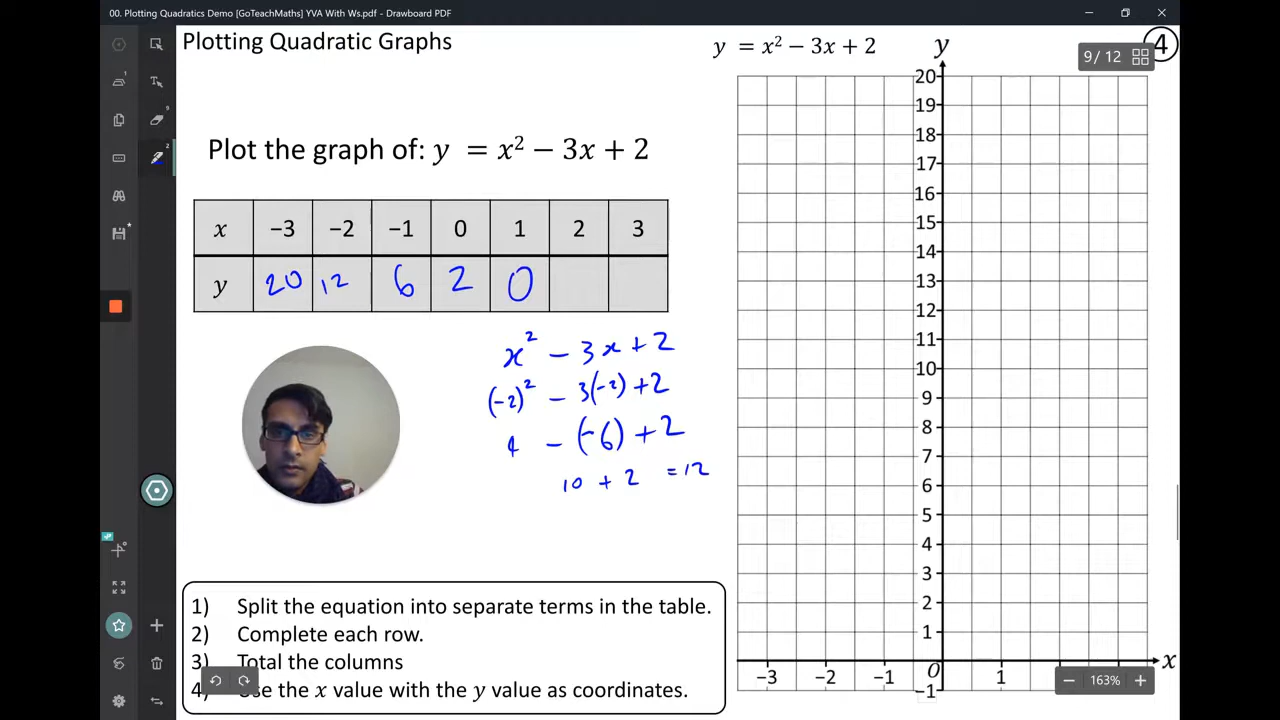 00. Plotting Quadratics Demo [GoTeachMaths] YVA With Ws.pdf - Drawboard PDF
Plotting Quadratic Graphs
y = x² − 3x + 2
4
9 / 12
Plot the graph of: y = x² − 3x + 2
x −3 −2 −1 0 1 2 3
y 20 12 6 2 0
x² − 3x + 2
(-2)² − 3(-2) + 2
4 − (-6) + 2
10 + 2 = 12
1) Split the equation into separate terms in the table.
2) Complete each row.
3) Total the columns
4) Use the x value with the y value as coordinates.
y
20
19
18
17
16
15
14
13
12
11
10
9
8
7
6
5
4
3
2
1
O
x
−3 −2 −1 1
−1
163%